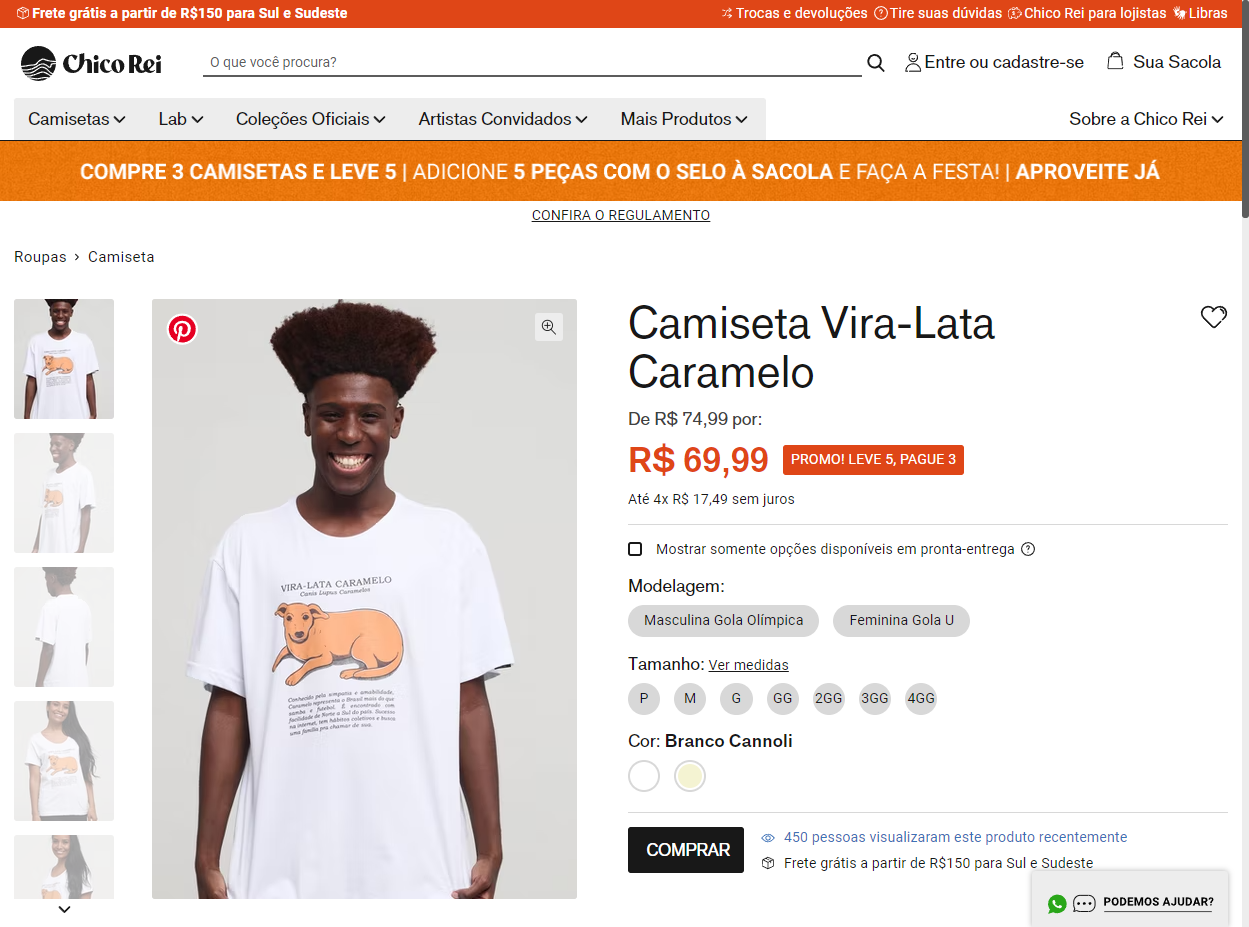 Frete grátis a partir de R$150 para Sul e Sudeste
Trocas e devoluções
Tire suas dúvidas
Chico Rei para lojistas
Libras
Chico Rei
O que você procura?
Entre ou cadastre-se
Sua Sacola
Camisetas
Lab
Coleções Oficiais
Artistas Convidados
Mais Produtos
Sobre a Chico Rei
COMPRE 3 CAMISETAS E LEVE 5 | ADICIONE 5 PEÇAS COM O SELO À SACOLA E FAÇA A FESTA! | APROVEITE JÁ
CONFIRA O REGULAMENTO
Roupas › Camiseta
VIRA-LATA CARAMELO
Canis Lupus Caramelos
Conhecido pela simpatia e amabilidade,
Caramelo representa o Brasil mais do que
samba e futebol. É encontrado com
facilidade de Norte a Sul do país. Sucesso
na internet, tem hábitos coletivos e busca
uma família pra chamar de sua.
Camiseta Vira-Lata
Caramelo
De R$ 74,99 por:
R$ 69,99
PROMO! LEVE 5, PAGUE 3
Até 4x R$ 17,49 sem juros
Mostrar somente opções disponíveis em pronta-entrega
Modelagem:
Masculina Gola Olímpica
Feminina Gola U
Tamanho: Ver medidas
P
M
G
GG
2GG
3GG
4GG
Cor: Branco Cannoli
COMPRAR
450 pessoas visualizaram este produto recentemente
Frete grátis a partir de R$150 para Sul e Sudeste
PODEMOS AJUDAR?